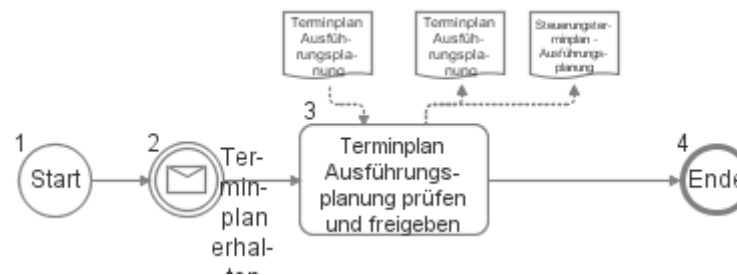 Terminplan
Ausfüh-
rungspla-
nung
Terminplan
Ausfüh-
rungspla-
nung
Steuerungster-
minplan -
Ausführungs-
planung
1
Start
2
Ter-
min-
plan
erhal-
ten
3
Terminplan
Ausführungs-
planung prüfen
und freigeben
4
Ende